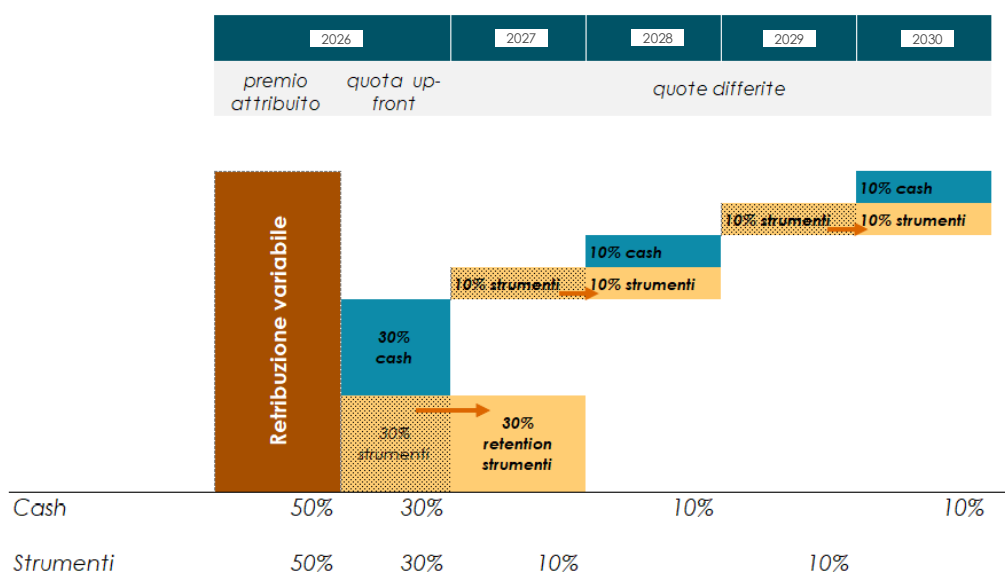 2026 2027 2028 2029 2030
premio attribuito
quota up-front
quote differite
Retribuzione variabile
10% cash
10% strumenti 10% strumenti
10% cash
10% strumenti 10% strumenti
30%
cash
30%
strumenti
30%
retention
strumenti
Cash 50% 30% 10% 10%
Strumenti 50% 30% 10% 10%